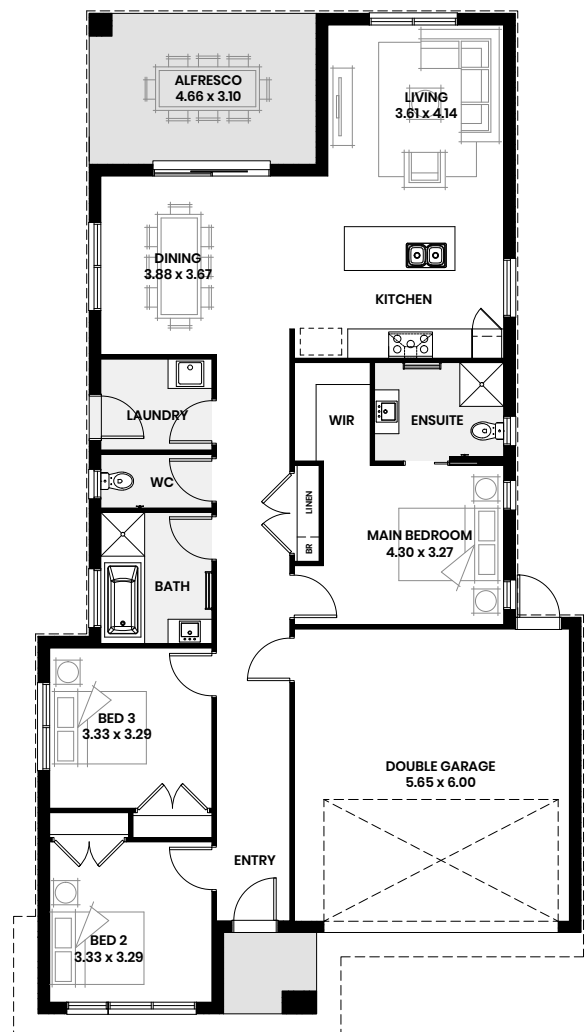 ALFRESCO
4.66 x 3.10
LIVING
3.61 x 4.14
DINING
3.88 x 3.67
KITCHEN
LAUNDRY
WIR
ENSUITE
WC
LINEN
BR
MAIN BEDROOM
4.30 x 3.27
BATH
BED 3
3.33 x 3.29
DOUBLE GARAGE
5.65 x 6.00
ENTRY
BED 2
3.33 x 3.29